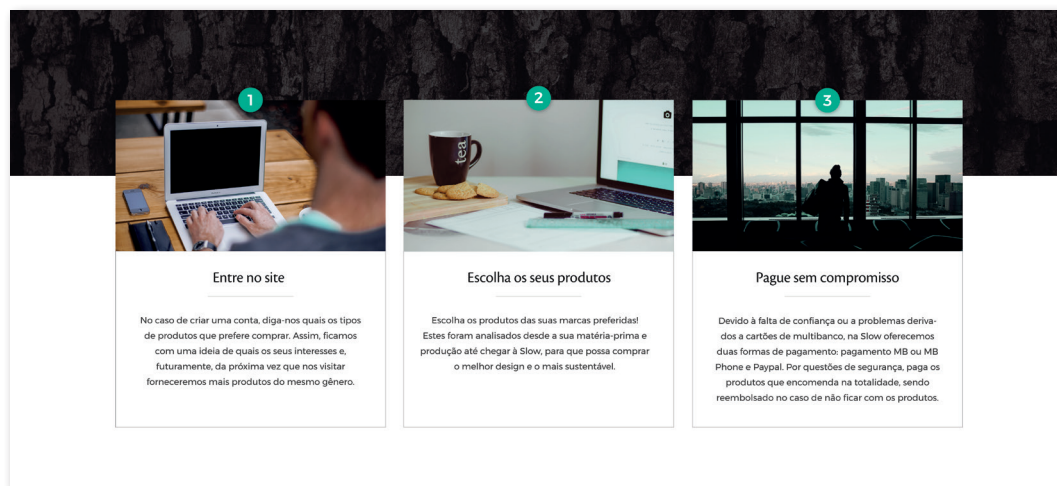 1
2
3
tea
Entre no site
No caso de criar uma conta, diga-nos quais os tipos
de produtos que prefere comprar. Assim, ficamos
com uma ideia de quais os seus interesses e,
futuramente, da próxima vez que nos visitar
forneceremos mais produtos do mesmo gênero.
Escolha os seus produtos
Escolha os produtos das suas marcas preferidas!
Estes foram analisados desde a sua matéria-prima e
produção até chegar à Slow, para que possa comprar
o melhor design e o mais sustentável.
Pague sem compromisso
Devido à falta de confiança ou a problemas deriva-
dos a cartões de multibanco, na Slow oferecemos
duas formas de pagamento: pagamento MB ou MB
Phone e Paypal. Por questões de segurança, paga os
produtos que encomenda na totalidade, sendo
reembolsado no caso de não ficar com os produtos.